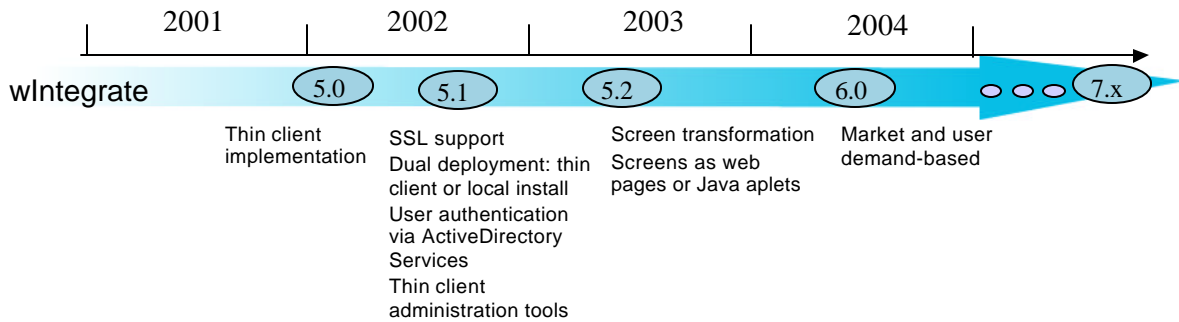 2001 2002 2003 2004
wIntegrate
5.0 5.1 5.2 6.0 7.x
Thin client
implementation
SSL support
Dual deployment: thin
client or local install
User authentication
via ActiveDirectory
Services
Thin client
administration tools
Screen transformation
Screens as web
pages or Java aplets
Market and user
demand-based